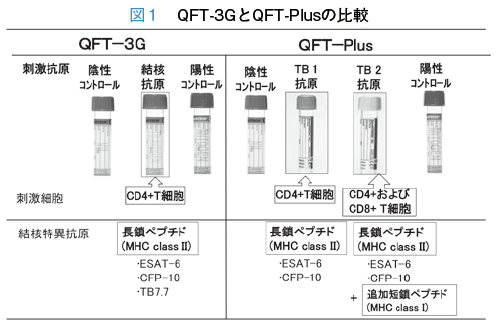 図1 QFT-3GとQFT-Plusの比較
QFT-3G
QFT-Plus
刺激抗原
陰性
コントロール
結核
抗原
陽性
コントロール
陰性
コントロール
TB 1
抗原
TB 2
抗原
陽性
コントロール
刺激細胞
CD4+T細胞
CD4+T細胞
CD4+および
CD8+ T細胞
結核特異抗原
長鎖ペプチド
(MHC class II)
・ESAT-6
・CFP-10
・TB7.7
長鎖ペプチド
(MHC class II)
・ESAT-6
・CFP-10
長鎖ペプチド
(MHC class II)
・ESAT-6
・CFP-10
+ 追加短鎖ペプチド
(MHC class I)